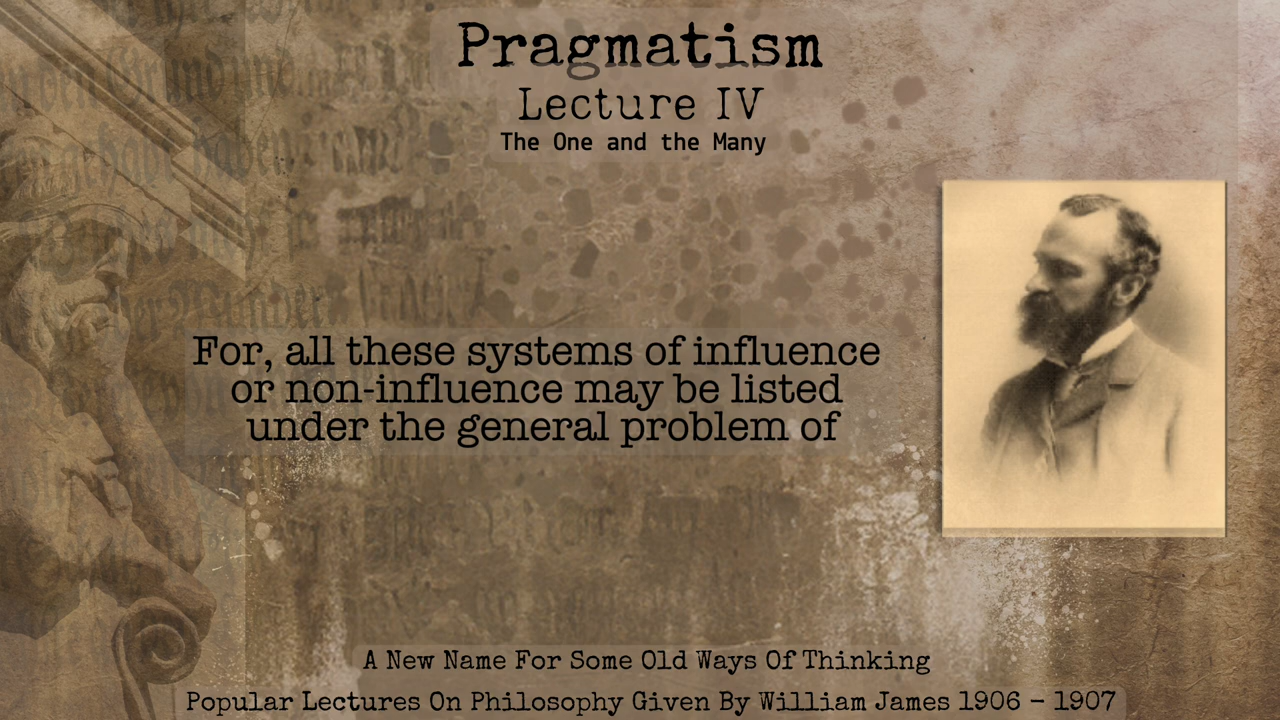 Pragmatism
Lecture IV
The One and the Many
For, all these systems of influence
or non-influence may be listed
under the general problem of
A New Name For Some Old Ways Of Thinking
Popular Lectures On Philosophy Given By William James 1906 - 1907